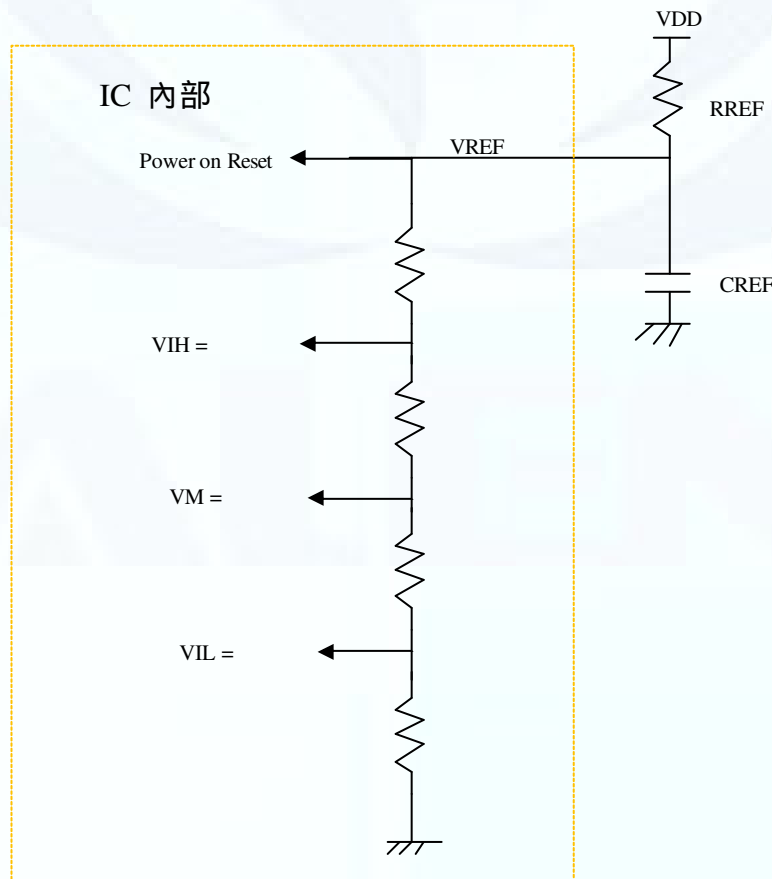 VDD
IC 內部
RREF
Power on Reset
VREF
CREF
VIH =
VM =
VIL =